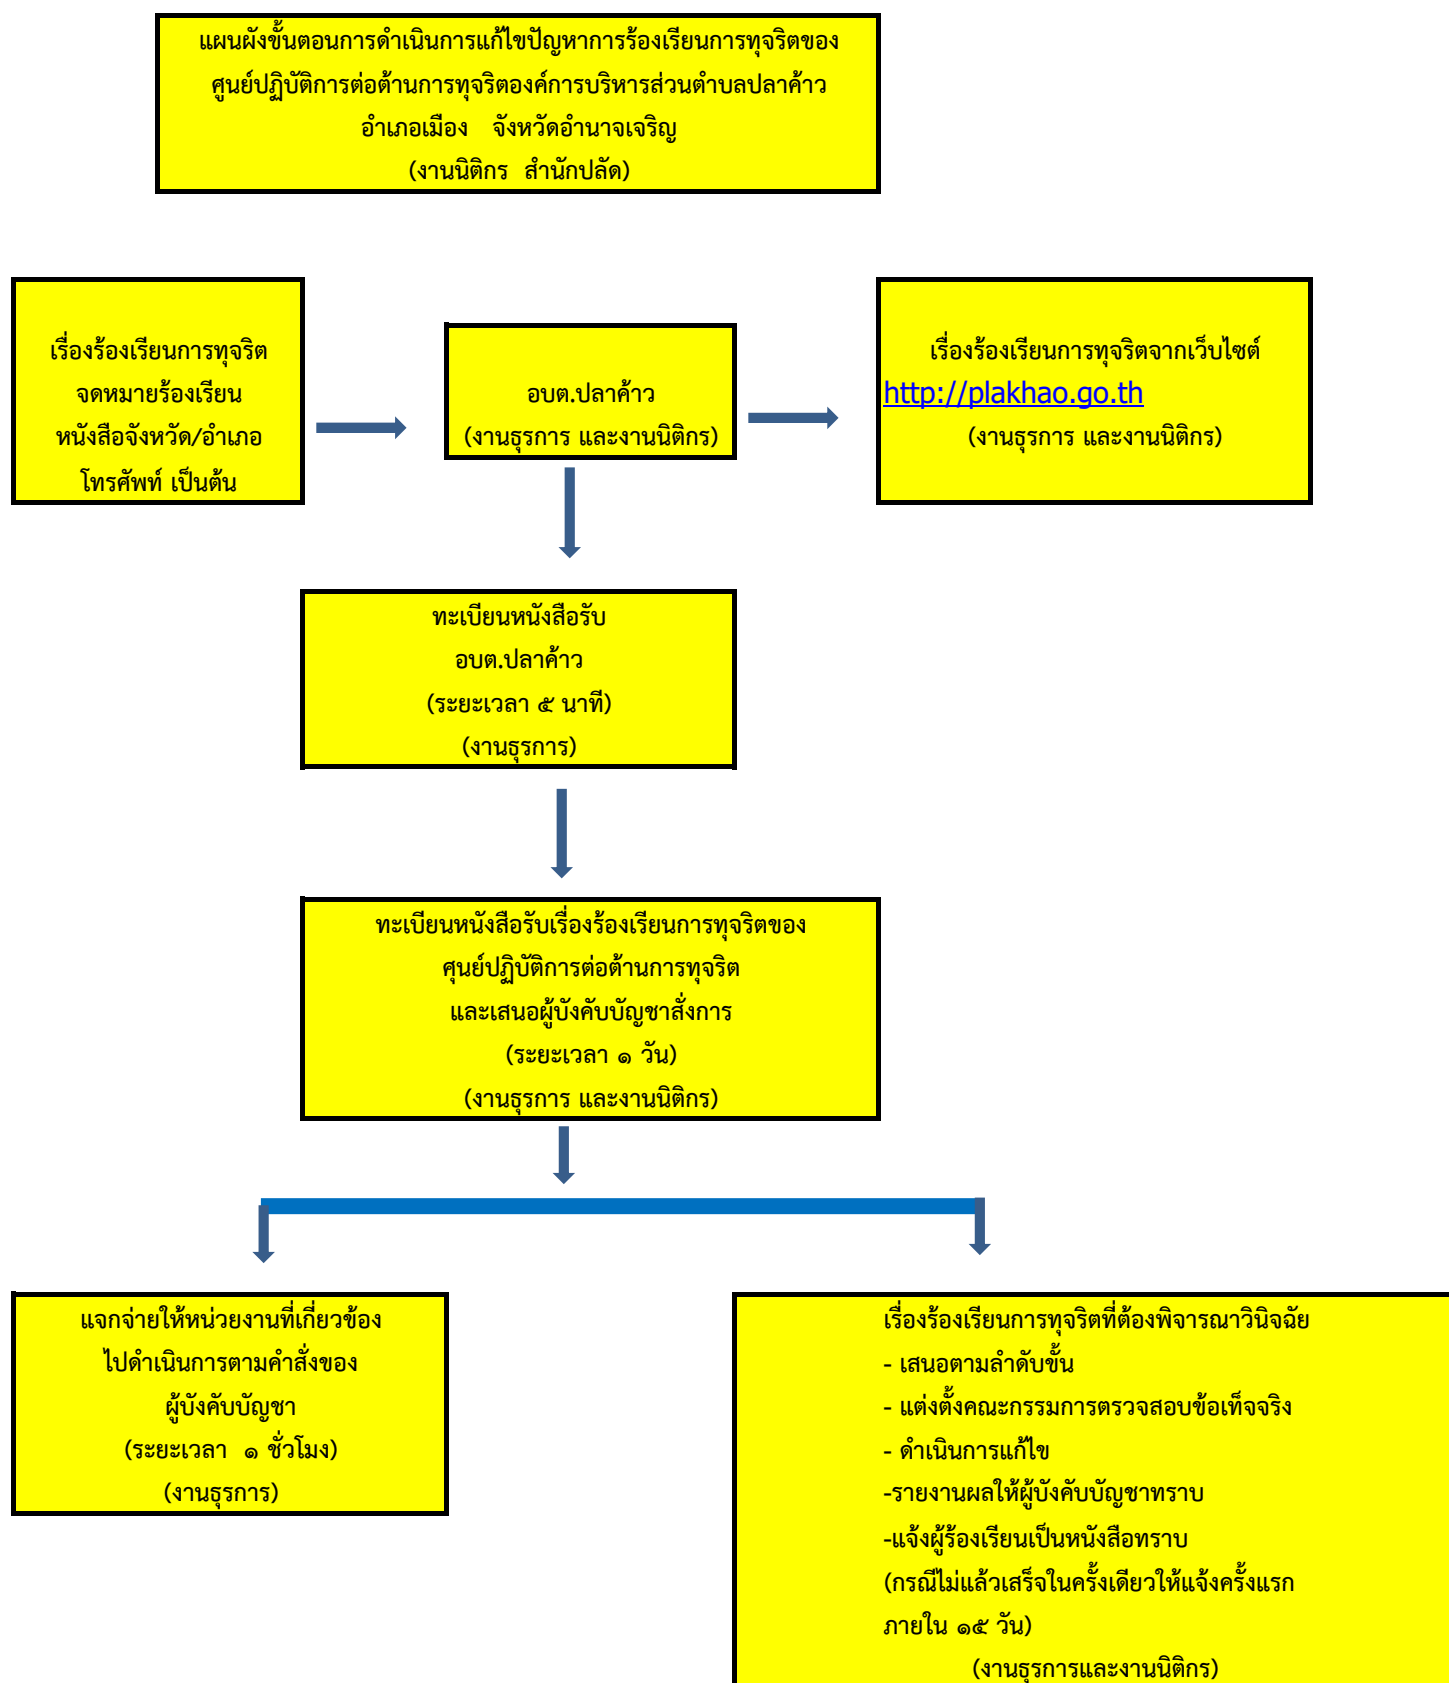 แผนผังขั้นตอนการดำเนินการแก้ไขปัญหาการร้องเรียนการทุจริตของ
ศูนย์ปฏิบัติการต่อต้านการทุจริตองค์การบริหารส่วนตำบลปลาค้าว
อำเภอเมือง จังหวัดอำนาจเจริญ
(งานนิติกร สำนักปลัด)
เรื่องร้องเรียนการทุจริต
จดหมายร้องเรียน
หนังสือจังหวัด/อำเภอ
โทรศัพท์ เป็นต้น
อบต.ปลาค้าว
(งานธุรการ และงานนิติกร)
เรื่องร้องเรียนการทุจริตจากเว็บไซต์
http://plakhao.go.th
(งานธุรการ และงานนิติกร)
ทะเบียนหนังสือรับ
อบต.ปลาค้าว
(ระยะเวลา ๕ นาที)
(งานธุรการ)
ทะเบียนหนังสือรับเรื่องร้องเรียนการทุจริตของ
ศุนย์ปฏิบัติการต่อต้านการทุจริต
และเสนอผู้บังคับบัญชาสั่งการ
(ระยะเวลา ๑ วัน)
(งานธุรการ และงานนิติกร)
แจกจ่ายให้หน่วยงานที่เกี่ยวข้อง
ไปดำเนินการตามคำสั่งของ
ผู้บังคับบัญชา
(ระยะเวลา ๑ ชั่วโมง)
(งานธุรการ)
เรื่องร้องเรียนการทุจริตที่ต้องพิจารณาวินิจฉัย
- เสนอตามลำดับขั้น
- แต่งตั้งคณะกรรมการตรวจสอบข้อเท็จจริง
- ดำเนินการแก้ไข
-รายงานผลให้ผู้บังคับบัญชาทราบ
-แจ้งผู้ร้องเรียนเป็นหนังสือทราบ
(กรณีไม่แล้วเสร็จในครั้งเดียวให้แจ้งครั้งแรก
ภายใน ๑๕ วัน)
(งานธุรการและงานนิติกร)